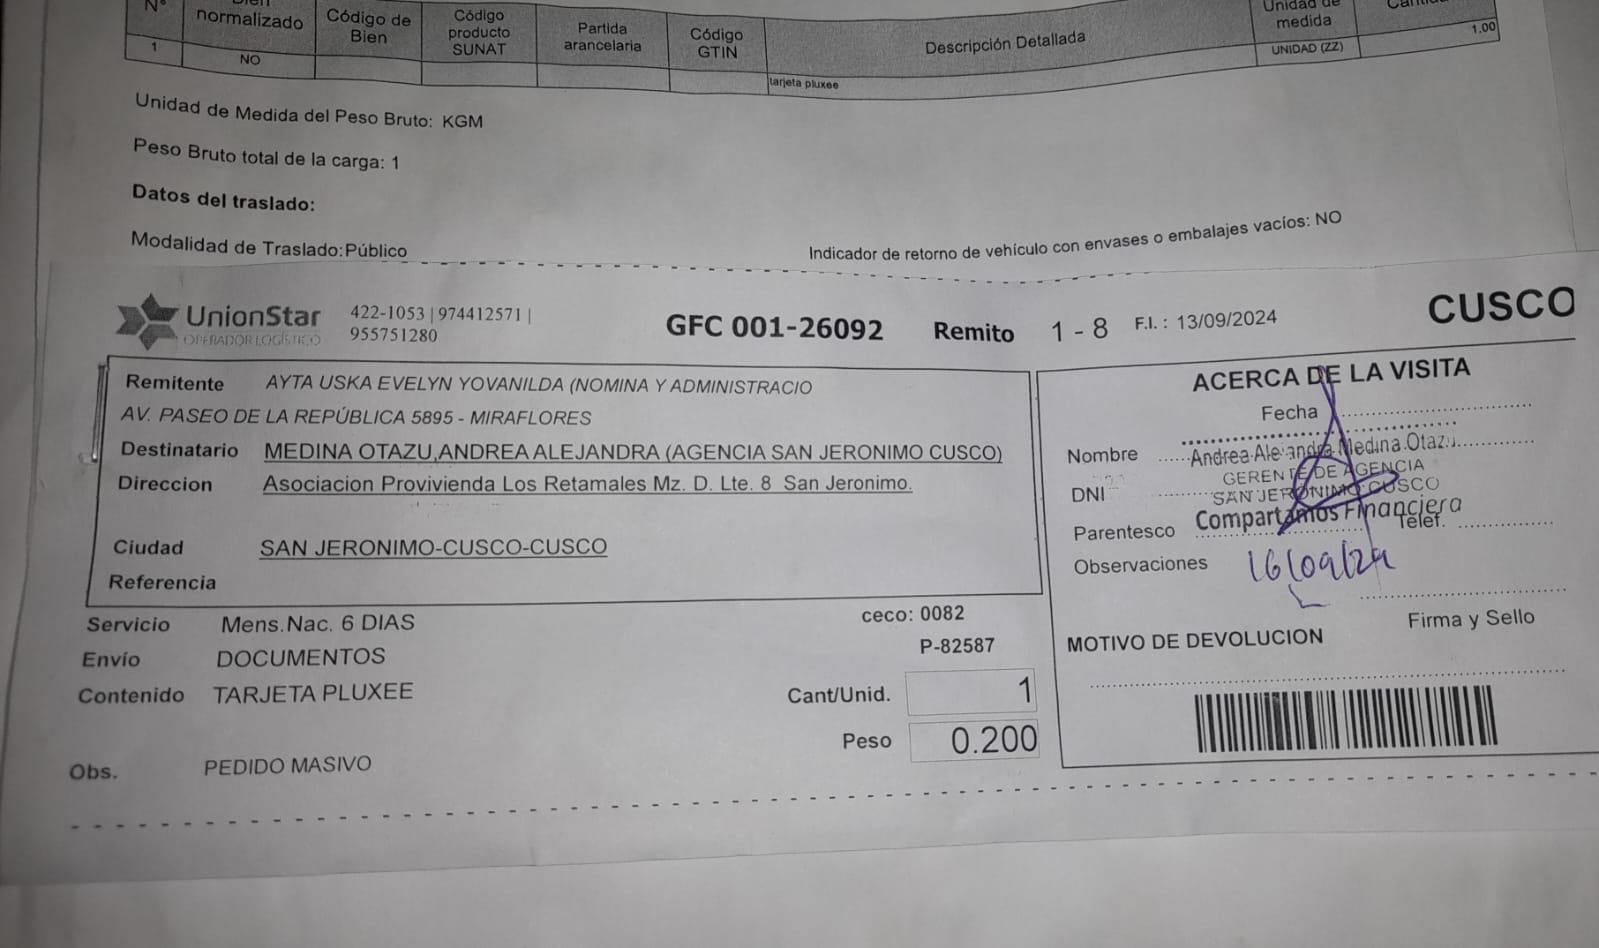 N°
Bien normalizado
Código de Bien
Código producto SUNAT
Partida arancelaria
Código GTIN
Descripción Detallada
Unidad de medida
1
NO
tarjeta pluxee
UNIDAD (ZZ)
1.00
Unidad de Medida del Peso Bruto: KGM
Peso Bruto total de la carga: 1
Datos del traslado:
Modalidad de Traslado:Público
Indicador de retorno de vehículo con envases o embalajes vacíos: NO
UnionStar
OPERADOR LOGÍSTICO
422-1053 | 974412571 |
955751280
GFC 001-26092
Remito 1 - 8
F.I. : 13/09/2024
CUSCO
Remitente AYTA USKA EVELYN YOVANILDA (NOMINA Y ADMINISTRACIO
AV. PASEO DE LA REPÚBLICA 5895 - MIRAFLORES
Destinatario MEDINA OTAZU,ANDREA ALEJANDRA (AGENCIA SAN JERONIMO CUSCO)
Direccion Asociacion Provivienda Los Retamales Mz. D. Lte. 8 San Jeronimo.
Ciudad SAN JERONIMO-CUSCO-CUSCO
Referencia
Servicio Mens.Nac. 6 DIAS
ceco: 0082
Envío DOCUMENTOS
P-82587
Contenido TARJETA PLUXEE
Cant/Unid. 1
Peso 0.200
Obs. PEDIDO MASIVO
ACERCA DE LA VISITA
Fecha
Nombre Andrea Alejandra Medina Otazu
GERENTE DE AGENCIA
DNI SAN JERÓNIMO CUSCO
Parentesco Compartamos Financiera
Telef.
Observaciones 16/09/24
Firma y Sello
MOTIVO DE DEVOLUCION